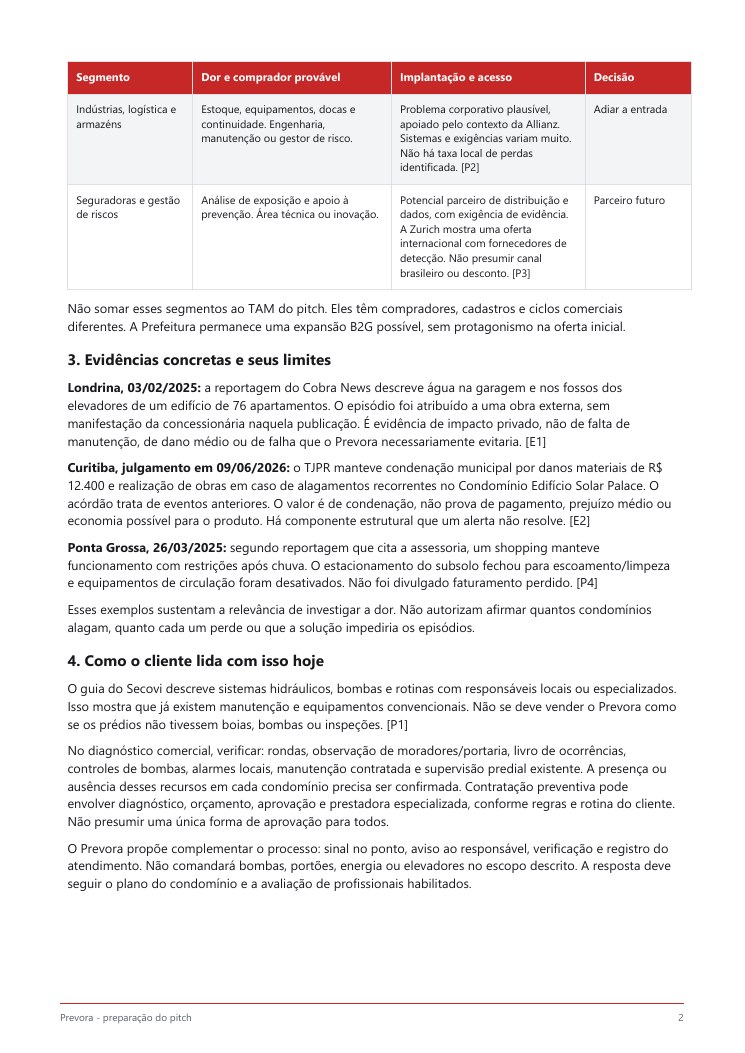 Segmento
Dor e comprador provável
Implantação e acesso
Decisão
Indústrias, logística e
armazéns
Estoque, equipamentos, docas e
continuidade. Engenharia,
manutenção ou gestor de risco.
Problema corporativo plausível,
apoiado pelo contexto da Allianz.
Sistemas e exigências variam muito.
Não há taxa local de perdas
identificada. [P2]
Adiar a entrada
Seguradoras e gestão
de riscos
Análise de exposição e apoio à
prevenção. Área técnica ou inovação.
Potencial parceiro de distribuição e
dados, com exigência de evidência.
A Zurich mostra uma oferta
internacional com fornecedores de
detecção. Não presumir canal
brasileiro ou desconto. [P3]
Parceiro futuro
Não somar esses segmentos ao TAM do pitch. Eles têm compradores, cadastros e ciclos comerciais
diferentes. A Prefeitura permanece uma expansão B2G possível, sem protagonismo na oferta inicial.
3. Evidências concretas e seus limites
Londrina, 03/02/2025: a reportagem do Cobra News descreve água na garagem e nos fossos dos
elevadores de um edifício de 76 apartamentos. O episódio foi atribuído a uma obra externa, sem
manifestação da concessionária naquela publicação. É evidência de impacto privado, não de falta de
manutenção, de dano médio ou de falha que o Prevora necessariamente evitaria. [E1]
Curitiba, julgamento em 09/06/2026: o TJPR manteve condenação municipal por danos materiais de R$
12.400 e realização de obras em caso de alagamentos recorrentes no Condomínio Edifício Solar Palace. O
acórdão trata de eventos anteriores. O valor é de condenação, não prova de pagamento, prejuízo médio ou
economia possível para o produto. Há componente estrutural que um alerta não resolve. [E2]
Ponta Grossa, 26/03/2025: segundo reportagem que cita a assessoria, um shopping manteve
funcionamento com restrições após chuva. O estacionamento do subsolo fechou para escoamento/limpeza
e equipamentos de circulação foram desativados. Não foi divulgado faturamento perdido. [P4]
Esses exemplos sustentam a relevância de investigar a dor. Não autorizam afirmar quantos condomínios
alagam, quanto cada um perde ou que a solução impediria os episódios.
4. Como o cliente lida com isso hoje
O guia do Secovi descreve sistemas hidráulicos, bombas e rotinas com responsáveis locais ou especializados.
Isso mostra que já existem manutenção e equipamentos convencionais. Não se deve vender o Prevora como
se os prédios não tivessem boias, bombas ou inspeções. [P1]
No diagnóstico comercial, verificar: rondas, observação de moradores/portaria, livro de ocorrências,
controles de bombas, alarmes locais, manutenção contratada e supervisão predial existente. A presença ou
ausência desses recursos em cada condomínio precisa ser confirmada. Contratação preventiva pode
envolver diagnóstico, orçamento, aprovação e prestadora especializada, conforme regras e rotina do cliente.
Não presumir uma única forma de aprovação para todos.
O Prevora propõe complementar o processo: sinal no ponto, aviso ao responsável, verificação e registro do
atendimento. Não comandará bombas, portões, energia ou elevadores no escopo descrito. A resposta deve
seguir o plano do condomínio e a avaliação de profissionais habilitados.
Prevora - preparação do pitch
2